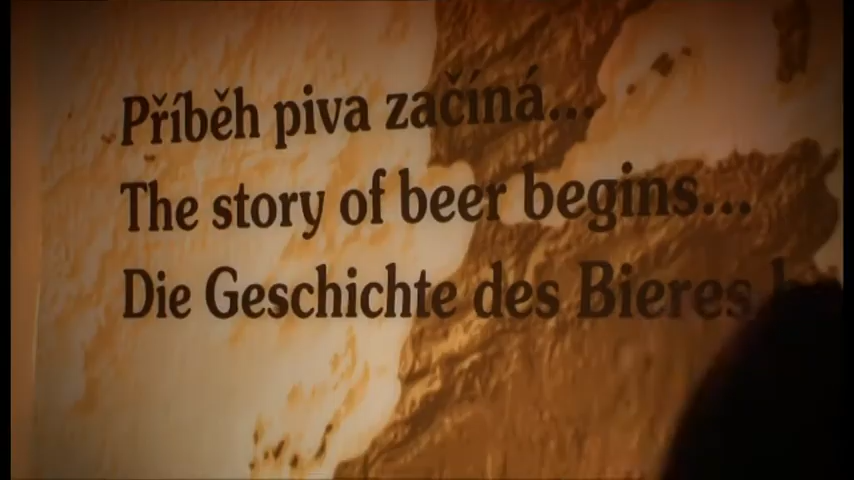 Příběh piva začíná...
The story of beer begins...
Die Geschichte des Bieres